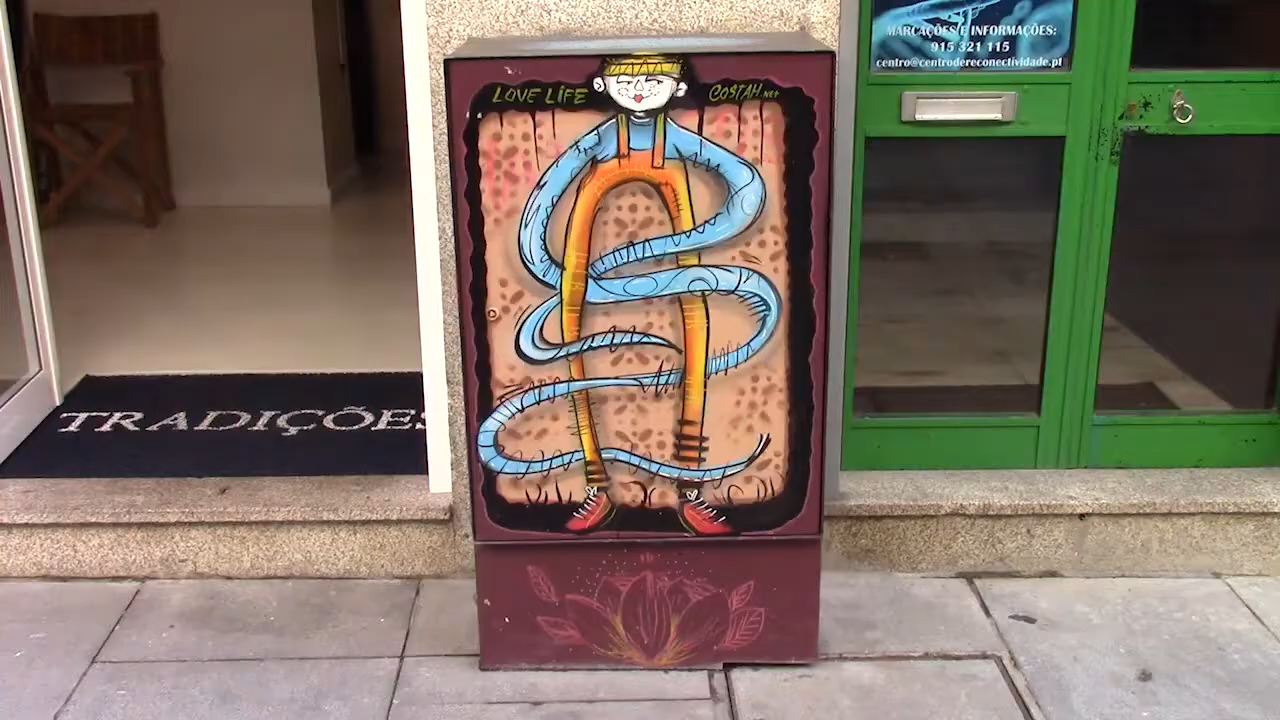 MARCAÇÕES E INFORMAÇÕES:
915 321 115
centro@centrodereconectividade.pt
LOVE LIFE
COSTAH.NET
TRADIÇÕES